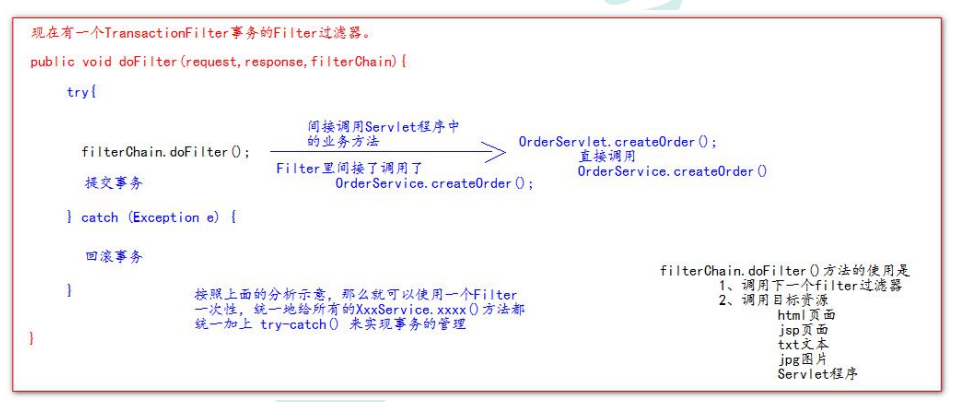 现在有一个TransactionFilter事务的Filter过滤器。
public void doFilter(request,response,filterChain){
try{
间接调用Servlet程序中
的业务方法
filterChain.doFilter();
OrderServlet.createOrder();
直接调用
OrderService.createOrder()
Filter里间接了调用了
OrderService.createOrder();
提交事务
} catch (Exception e) {
回滚事务
}
按照上面的分析示意，那么就可以使用一个Filter
一次性，统一地给所有的XxxService.xxxx()方法都
统一加上 try-catch() 来实现事务的管理
}
filterChain.doFilter()方法的使用是
1、调用下一个filter过滤器
2、调用目标资源
html页面
jsp页面
txt文本
jpg图片
Servlet程序